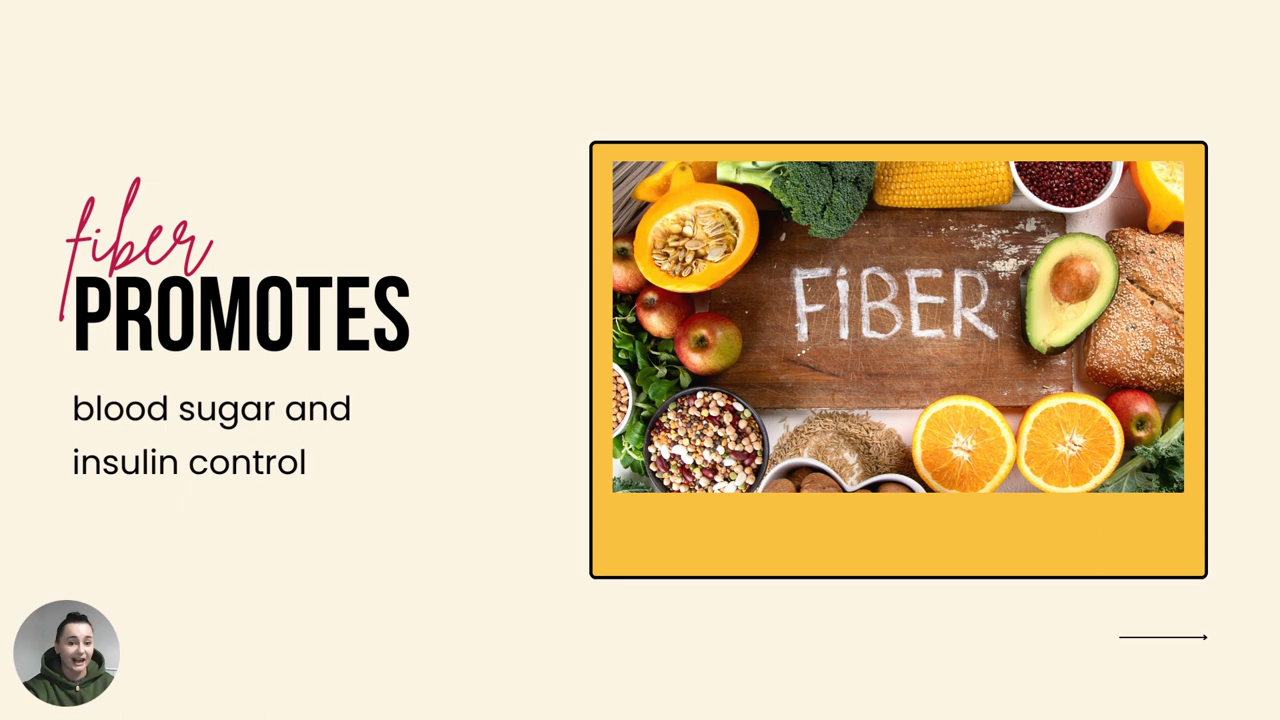 fiber
PROMOTES
blood sugar and
insulin control
FiBER